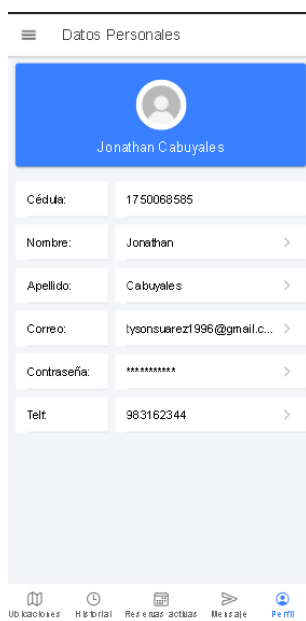 Datos Personales
Jonathan Cabuyales
Cédula: 1750068585
Nombre: Jonathan
Apellido: Cabuyales
Correo: tysonsuarez1996@gmail.c...
Contraseña: ***********
Telf: 983162344
Ubicaciones Historial Reservas activas Mensaje Perfil